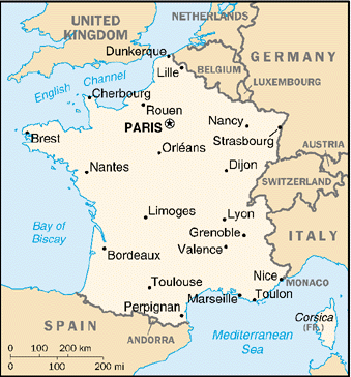 NETHERLANDS
UNITED
KINGDOM
Dunkerque
GERMANY
Lille
BELGIUM
English Channel
LUXEMBOURG
Cherbourg
Rouen
PARIS
Nancy
Strasbourg
Brest
Orléans
AUSTRIA
Nantes
Dijon
SWITZERLAND
Bay of
Biscay
Limoges
Lyon
Grenoble
ITALY
Bordeaux
Valence
Toulouse
Nice
MONACO
Marseille
Toulon
Perpignan
Corsica
(FR.)
SPAIN
ANDORRA
Mediterranean
Sea
0 100 200 km
0 100 200 mi